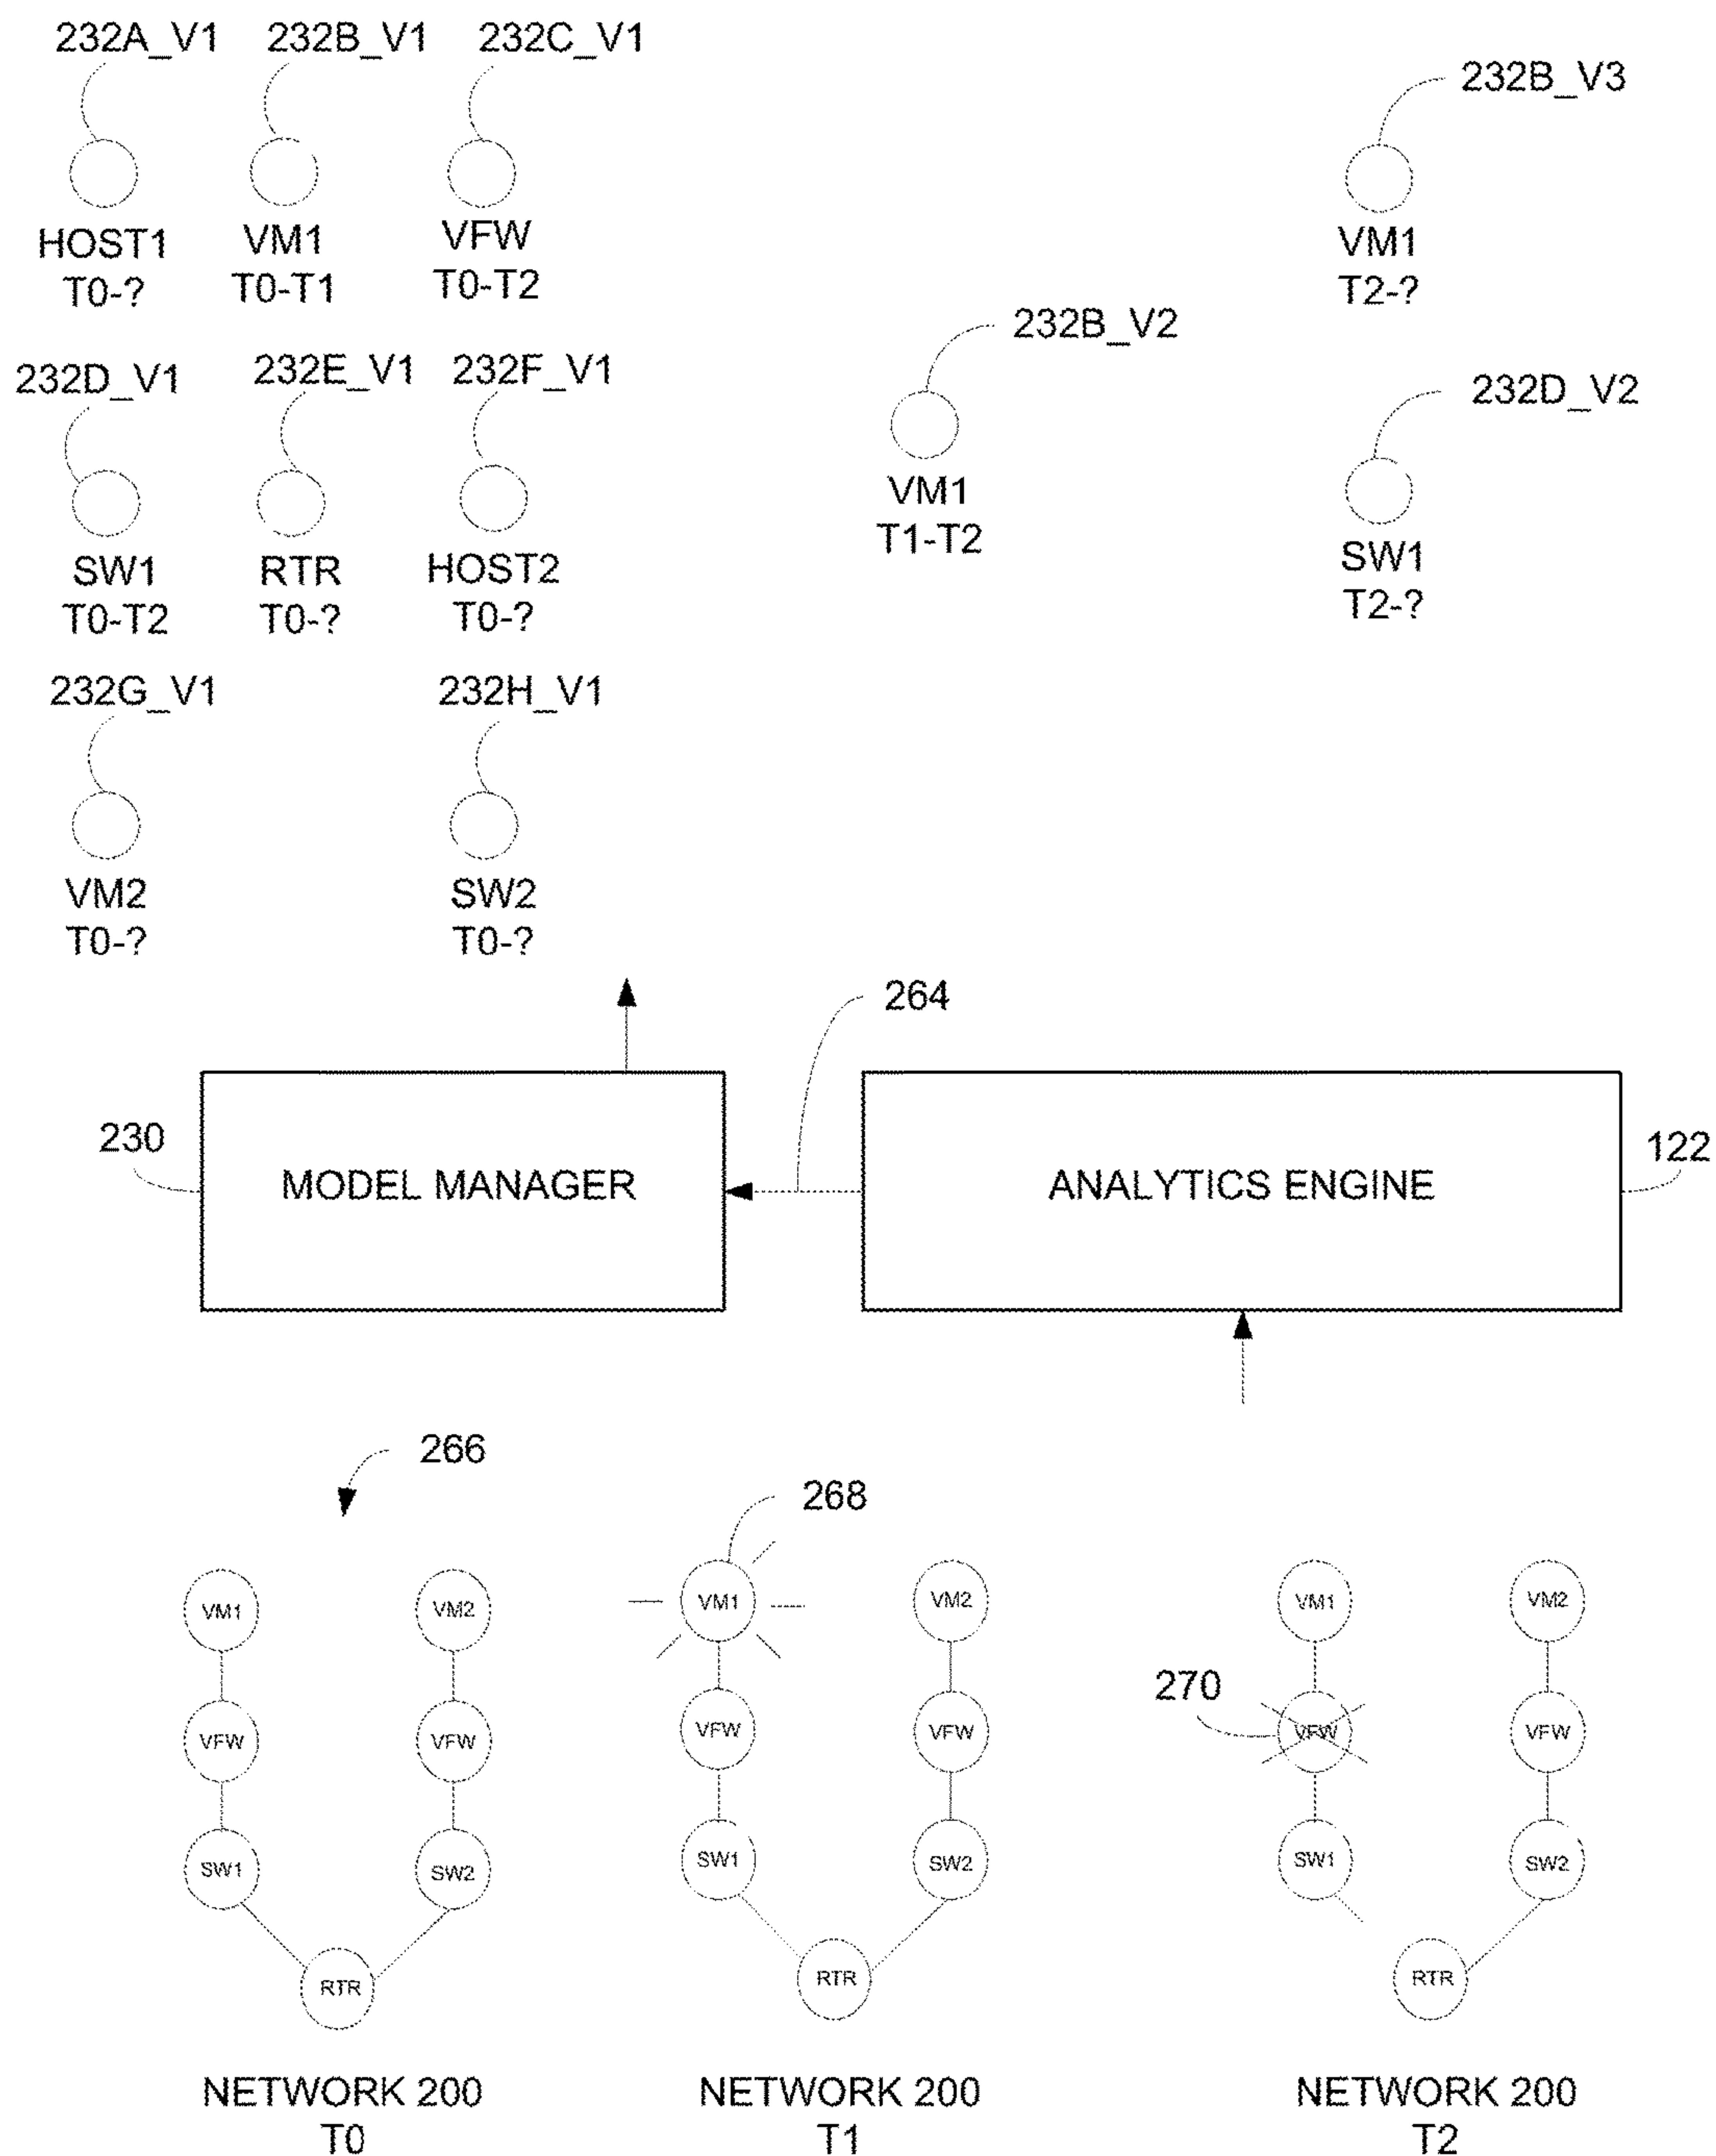 232A_V1 232B_V1 232C_V1
232B_V3
HOST1 VM1 VFW
T0-? T0-T1 T0-T2
VM1
T2-?
232B_V2
232D_V1 232E_V1 232F_V1
232D_V2
VM1
T1-T2
SW1 RTR HOST2
T0-T2 T0-? T0-?
SW1
T2-?
232G_V1 232H_V1
VM2 SW2
T0-? T0-?
264
230
MODEL MANAGER
ANALYTICS ENGINE
122
266
268
VM1 VM2 VM1 VM2 VM1 VM2
270
VFW VFW VFW VFW VFW VFW
SW1 SW2 SW1 SW2 SW1 SW2
RTR RTR RTR
NETWORK 200 NETWORK 200 NETWORK 200
T0 T1 T2